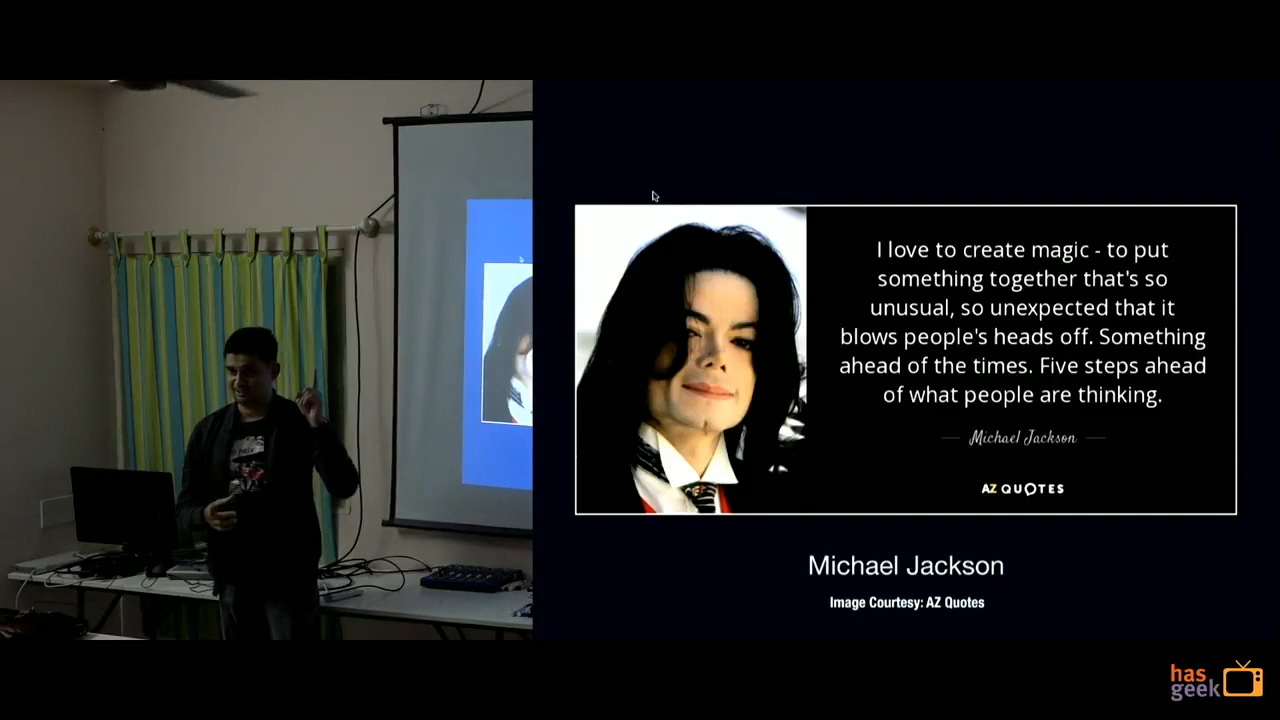 I love to create magic - to put
something together that's so
unusual, so unexpected that it
blows people's heads off. Something
ahead of the times. Five steps ahead
of what people are thinking.
Michael Jackson
AZ QUOTES
Michael Jackson
Image Courtesy: AZ Quotes
has
geek